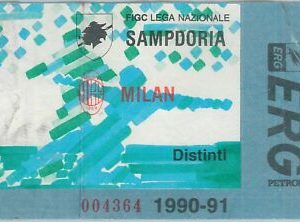 FIGC LEGA NAZIONALE
SAMPDORIA
MILAN
Distinti
004364 1990-91
ERG
ERG
PETRO